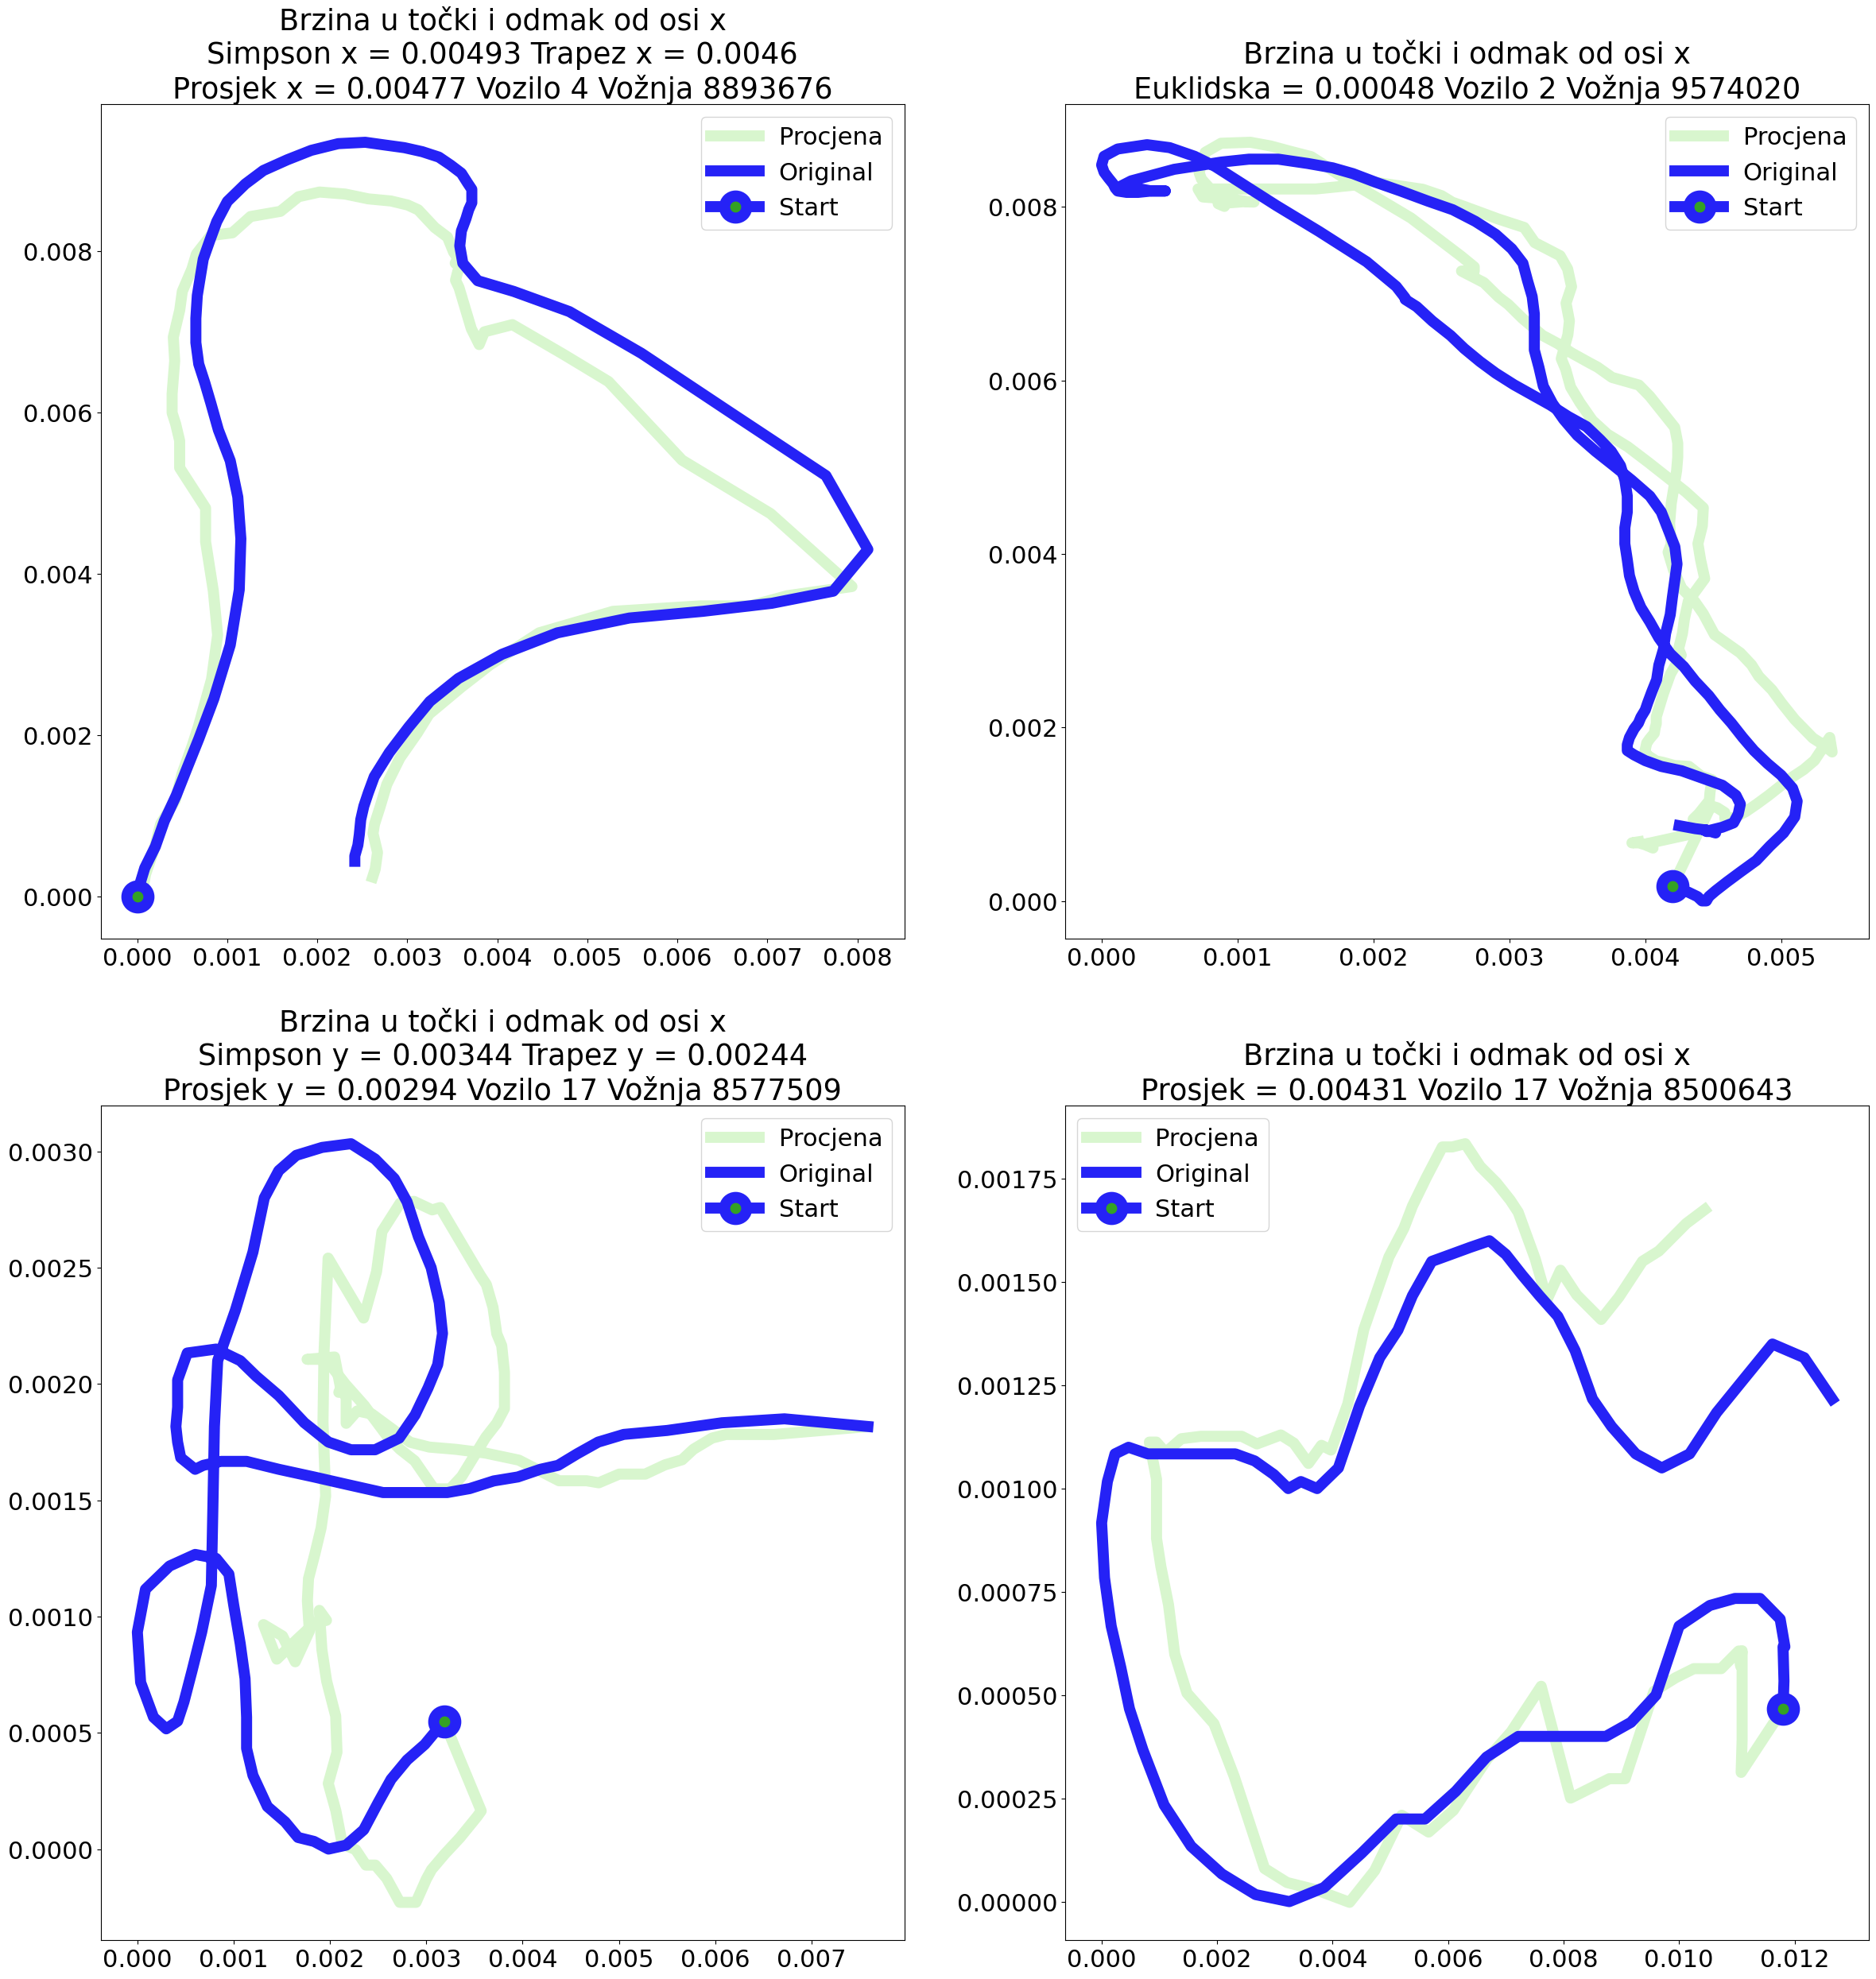 Brzina u točki i odmak od osi x
Simpson x = 0.00493 Trapez x = 0.0046
Prosjek x = 0.00477 Vozilo 4 Vožnja 8893676
Procjena
Original
Start
0.008
0.006
0.004
0.002
0.000
0.000 0.001 0.002 0.003 0.004 0.005 0.006 0.007 0.008
Brzina u točki i odmak od osi x
Euklidska = 0.00048 Vozilo 2 Vožnja 9574020
Procjena
Original
Start
0.008
0.006
0.004
0.002
0.000
0.000 0.001 0.002 0.003 0.004 0.005
Brzina u točki i odmak od osi x
Simpson y = 0.00344 Trapez y = 0.00244
Prosjek y = 0.00294 Vozilo 17 Vožnja 8577509
Procjena
Original
Start
0.0030
0.0025
0.0020
0.0015
0.0010
0.0005
0.0000
0.000 0.001 0.002 0.003 0.004 0.005 0.006 0.007
Brzina u točki i odmak od osi x
Prosjek = 0.00431 Vozilo 17 Vožnja 8500643
Procjena
Original
Start
0.00175
0.00150
0.00125
0.00100
0.00075
0.00050
0.00025
0.00000
0.000 0.002 0.004 0.006 0.008 0.010 0.012